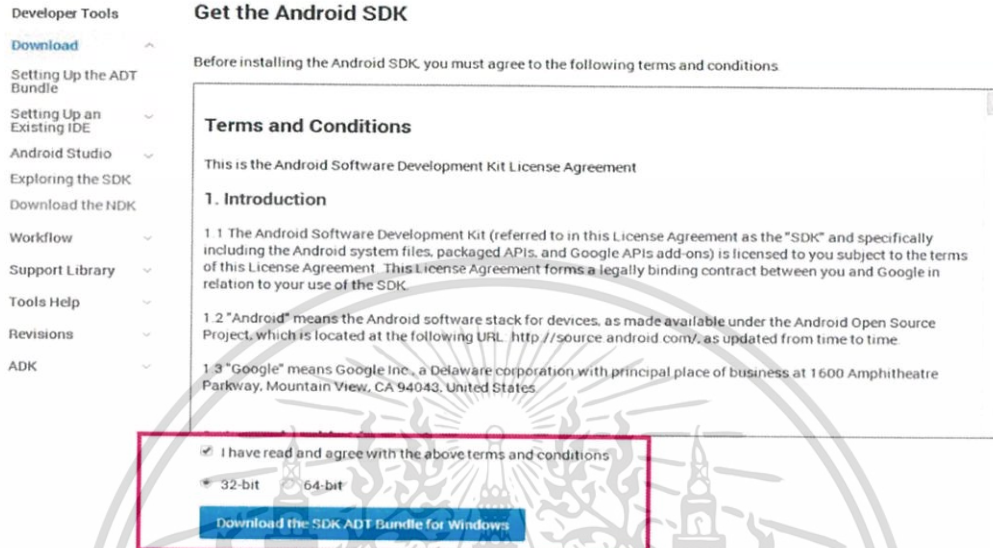 Developer Tools
Download
Setting Up the ADT
Bundle
Setting Up an
Existing IDE
Android Studio
Exploring the SDK
Download the NDK
Workflow
Support Library
Tools Help
Revisions
ADK
Get the Android SDK
Before installing the Android SDK, you must agree to the following terms and conditions
Terms and Conditions
This is the Android Software Development Kit License Agreement
1. Introduction
1.1 The Android Software Development Kit (referred to in this License Agreement as the "SDK" and specifically
including the Android system files, packaged APIs, and Google APIs add-ons) is licensed to you subject to the terms
of this License Agreement. This License Agreement forms a legally binding contract between you and Google in
relation to your use of the SDK.
1.2 "Android" means the Android software stack for devices, as made available under the Android Open Source
Project, which is located at the following URL: http://source.android.com/, as updated from time to time.
1.3 "Google" means Google Inc., a Delaware corporation with principal place of business at 1600 Amphitheatre
Parkway, Mountain View, CA 94043, United States.
I have read and agree with the above terms and conditions
32-bit 64-bit
Download the SDK ADT Bundle for Windows